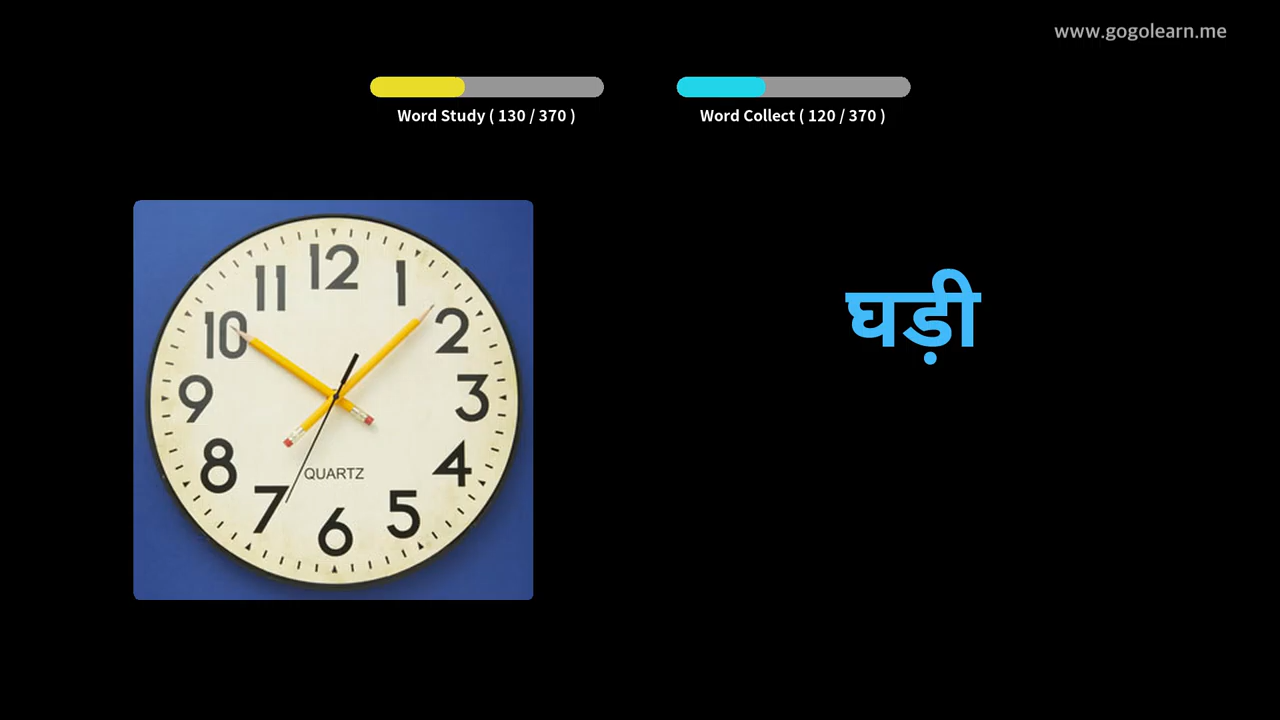 www.gogolearn.me
Word Study ( 130 / 370 )
Word Collect ( 120 / 370 )
12
11
1
10
2
9
3
8
4
QUARTZ
7
5
6
घड़ी